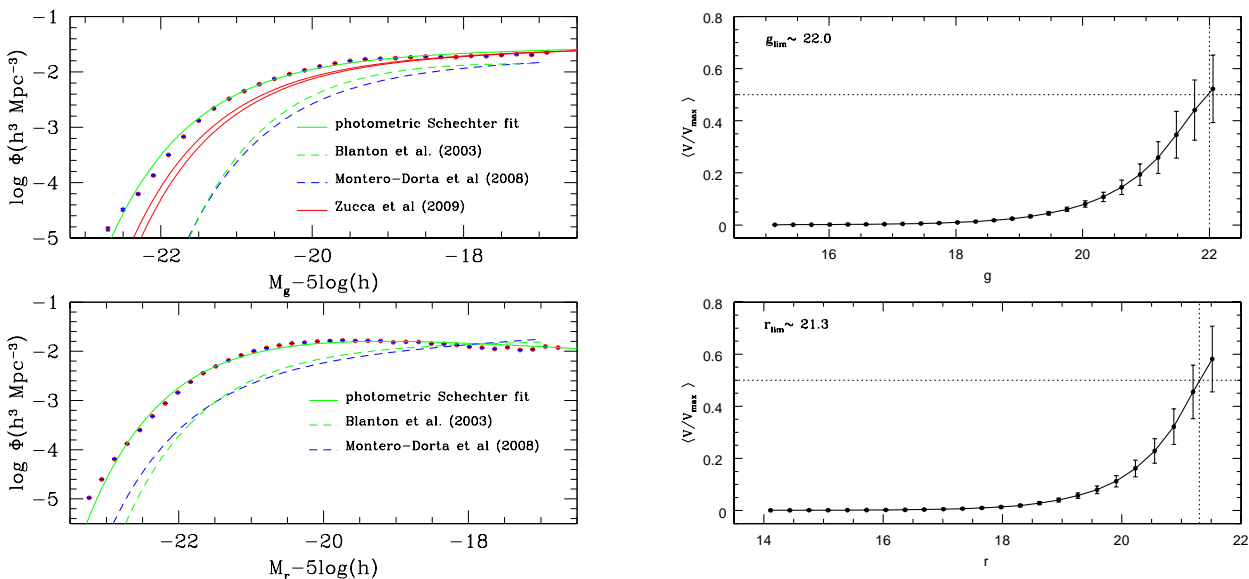 −1
−2
−3
−4
−5
log Φ(h³ Mpc⁻³)
photometric Schechter fit
Blanton et al. (2003)
Montero−Dorta et al (2008)
Zucca et al (2009)
−22
−20
−18
M_g−5log(h)
0.8
0.6
0.4
0.2
0
⟨V/V_max⟩
g_lim~ 22.0
16
18
20
22
g
−1
−2
−3
−4
−5
log Φ(h³ Mpc⁻³)
photometric Schechter fit
Blanton et al. (2003)
Montero−Dorta et al (2008)
−22
−20
−18
M_r−5log(h)
0.8
0.6
0.4
0.2
0
⟨V/V_max⟩
r_lim~ 21.3
14
16
18
20
22
r